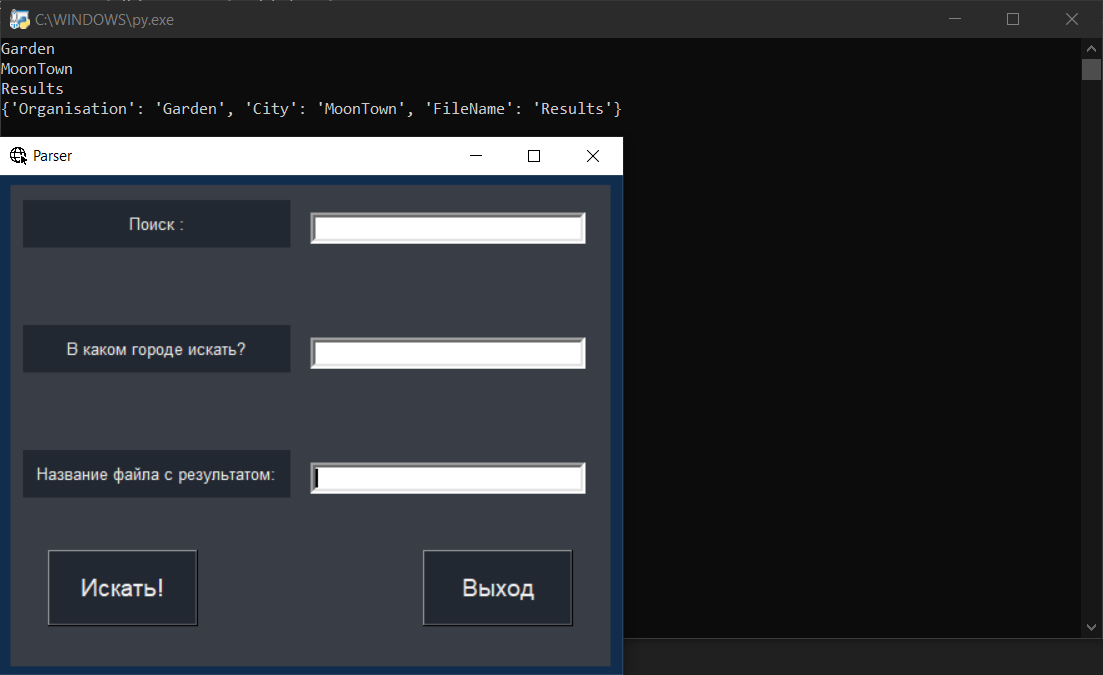 C:\WINDOWS\py.exe
Garden
MoonTown
Results
{'Organisation': 'Garden', 'City': 'MoonTown', 'FileName': 'Results'}
Parser
Поиск :
В каком городе искать?
Название файла с результатом:
Искать!
Выход